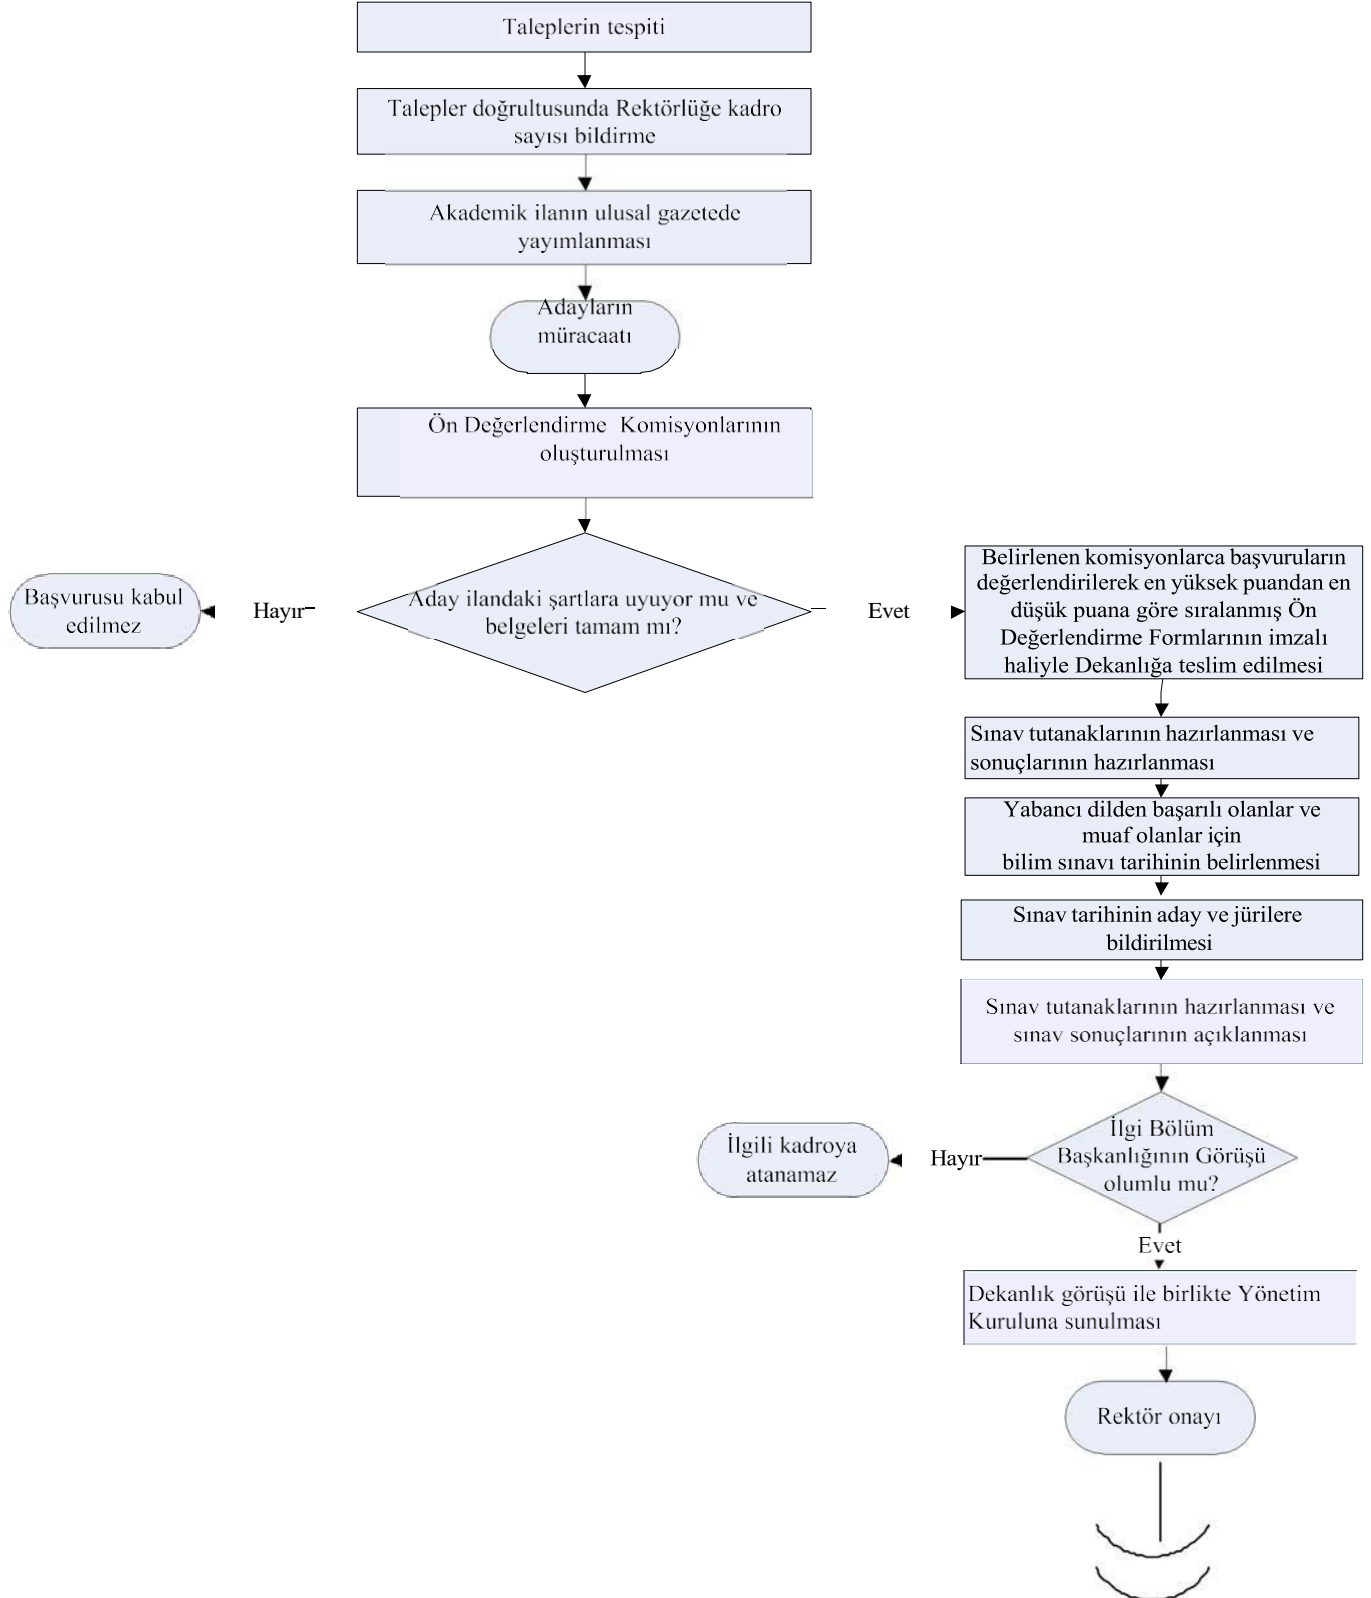 Taleplerin tespiti
Talepler doğrultusunda Rektörlüğe kadro
sayısı bildirme
Akademik ilanın ulusal gazetede
yayımlanması
Adayların
müracaatı
Ön Değerlendirme Komisyonlarının
oluşturulması
Aday ilandaki şartlara uyuyor mu ve
belgeleri tamam mı?
Hayır
Başvurusu kabul
edilmez
Evet
Belirlenen komisyonlarca başvuruların
değerlendirilerek en yüksek puandan en
düşük puana göre sıralanmış Ön
Değerlendirme Formlarının imzalı
haliyle Dekanlığa teslim edilmesi
Sınav tutanaklarının hazırlanması ve
sonuçlarının hazırlanması
Yabancı dilden başarılı olanlar ve
muaf olanlar için
bilim sınavı tarihinin belirlenmesi
Sınav tarihinin aday ve jürilere
bildirilmesi
Sınav tutanaklarının hazırlanması ve
sınav sonuçlarının açıklanması
İlgi Bölüm
Başkanlığının Görüşü
olumlu mu?
Hayır
İlgili kadroya
atanamaz
Evet
Dekanlık görüşü ile birlikte Yönetim
Kuruluna sunulması
Rektör onayı